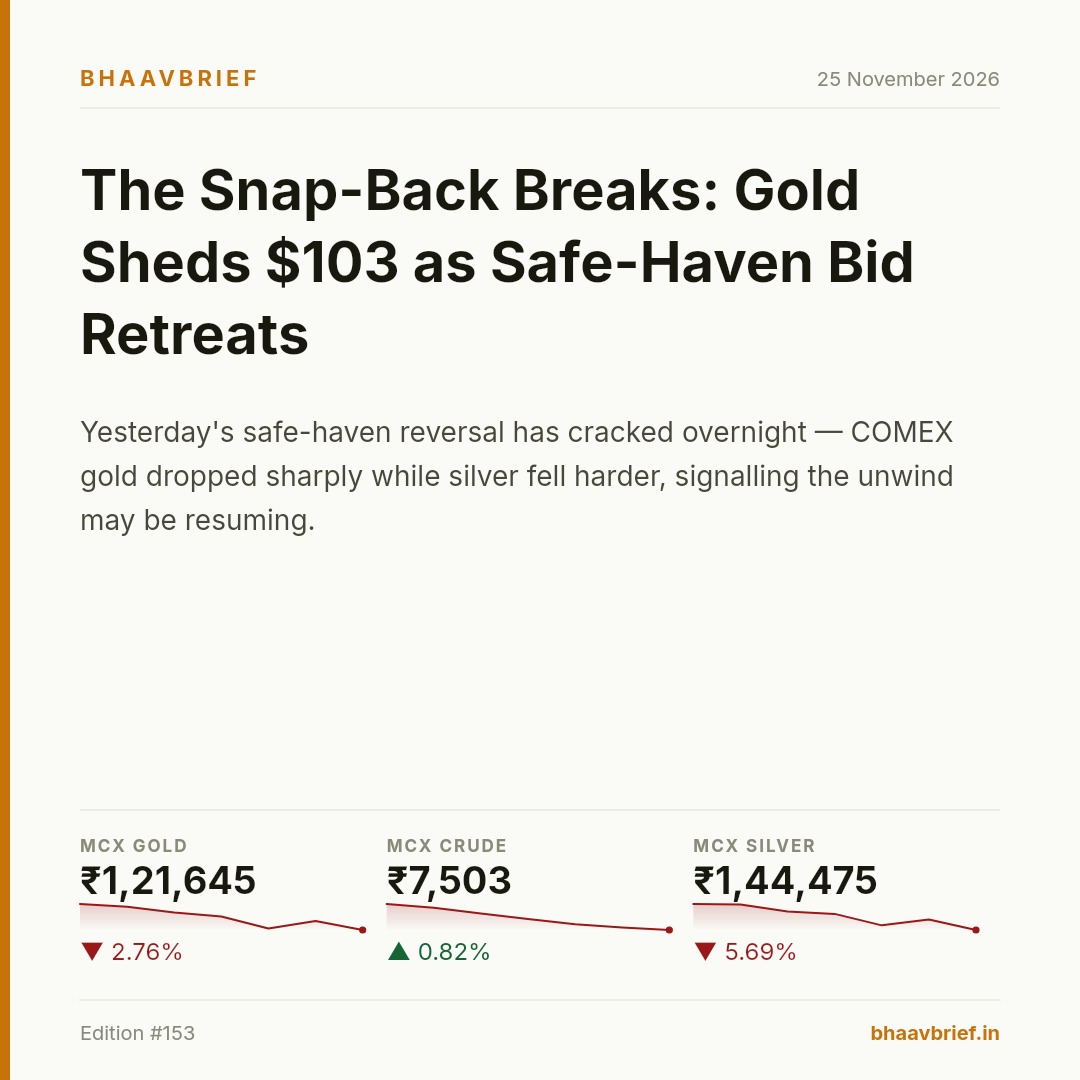 BHAAVBRIEF
25 November 2026
The Snap-Back Breaks: Gold
Sheds $103 as Safe-Haven Bid
Retreats
Yesterday's safe-haven reversal has cracked overnight — COMEX
gold dropped sharply while silver fell harder, signalling the unwind
may be resuming.
MCX GOLD
₹1,21,645
▼ 2.76%
MCX CRUDE
₹7,503
▲ 0.82%
MCX SILVER
₹1,44,475
▼ 5.69%
Edition #153
bhaavbrief.in